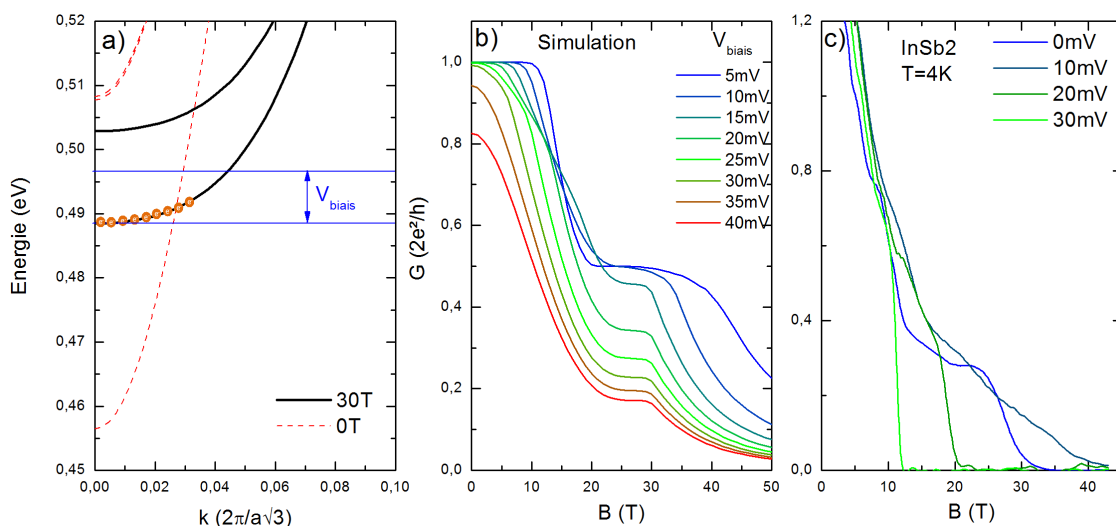 a)
0,52
0,51
0,50
0,49
0,48
0,47
0,46
0,45
Energie (eV)
V_biais
30T
0T
0,00 0,02 0,04 0,06 0,08 0,10
k (2π/a√3)
b) Simulation V_biais
5mV
10mV
15mV
20mV
25mV
30mV
35mV
40mV
1,0
0,8
0,6
0,4
0,2
0,0
G (2e²/h)
0 10 20 30 40 50
B (T)
c)
InSb2
T=4K
0mV
10mV
20mV
30mV
1,2
0,8
0,4
0,0
0 10 20 30 40
B (T)